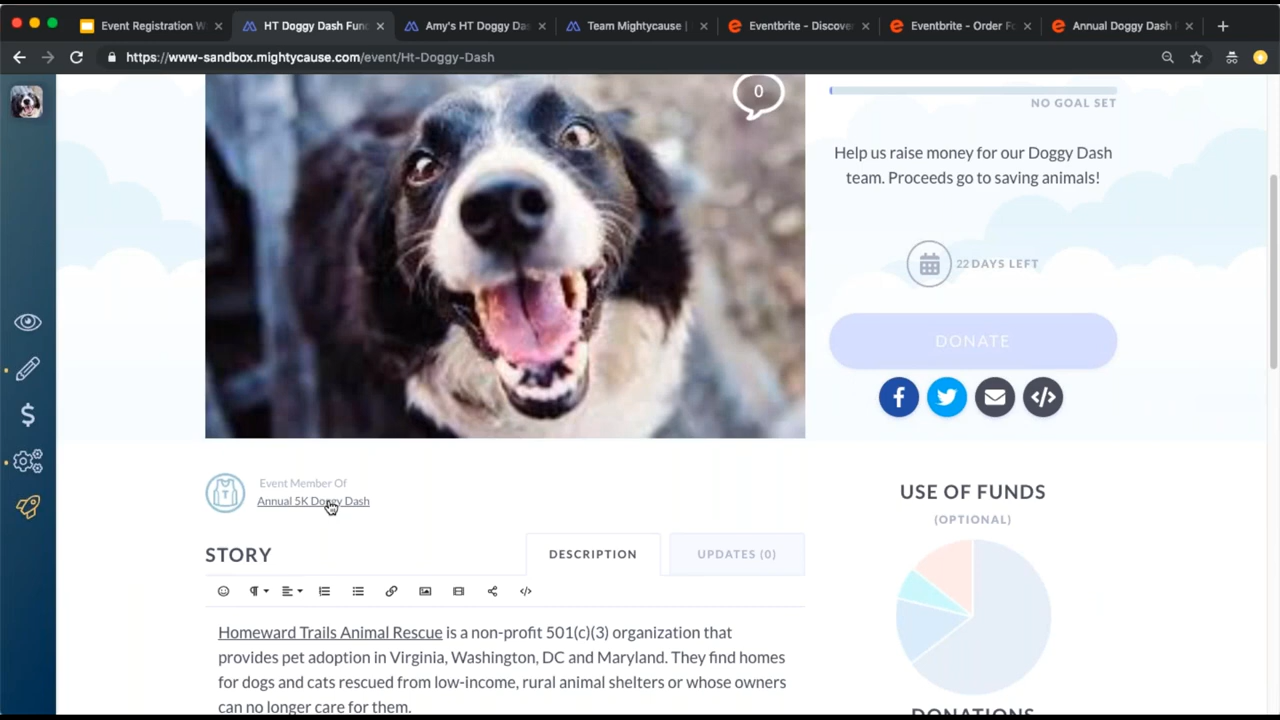 Event Registration W
HT Doggy Dash Fun
Amy's HT Doggy Da
Team Mightycause |
Eventbrite - Discove
Eventbrite - Order Fo
Annual Doggy Dash
https://www-sandbox.mightycause.com/event/Ht-Doggy-Dash
0
NO GOAL SET
Help us raise money for our Doggy Dash
team. Proceeds go to saving animals!
22 DAYS LEFT
DONATE
Event Member Of
Annual 5K Doggy Dash
USE OF FUNDS
(OPTIONAL)
STORY
DESCRIPTION
UPDATES (0)
Homeward Trails Animal Rescue is a non-profit 501(c)(3) organization that
provides pet adoption in Virginia, Washington, DC and Maryland. They find homes
for dogs and cats rescued from low-income, rural animal shelters or whose owners
can no longer care for them.
DONATIONS